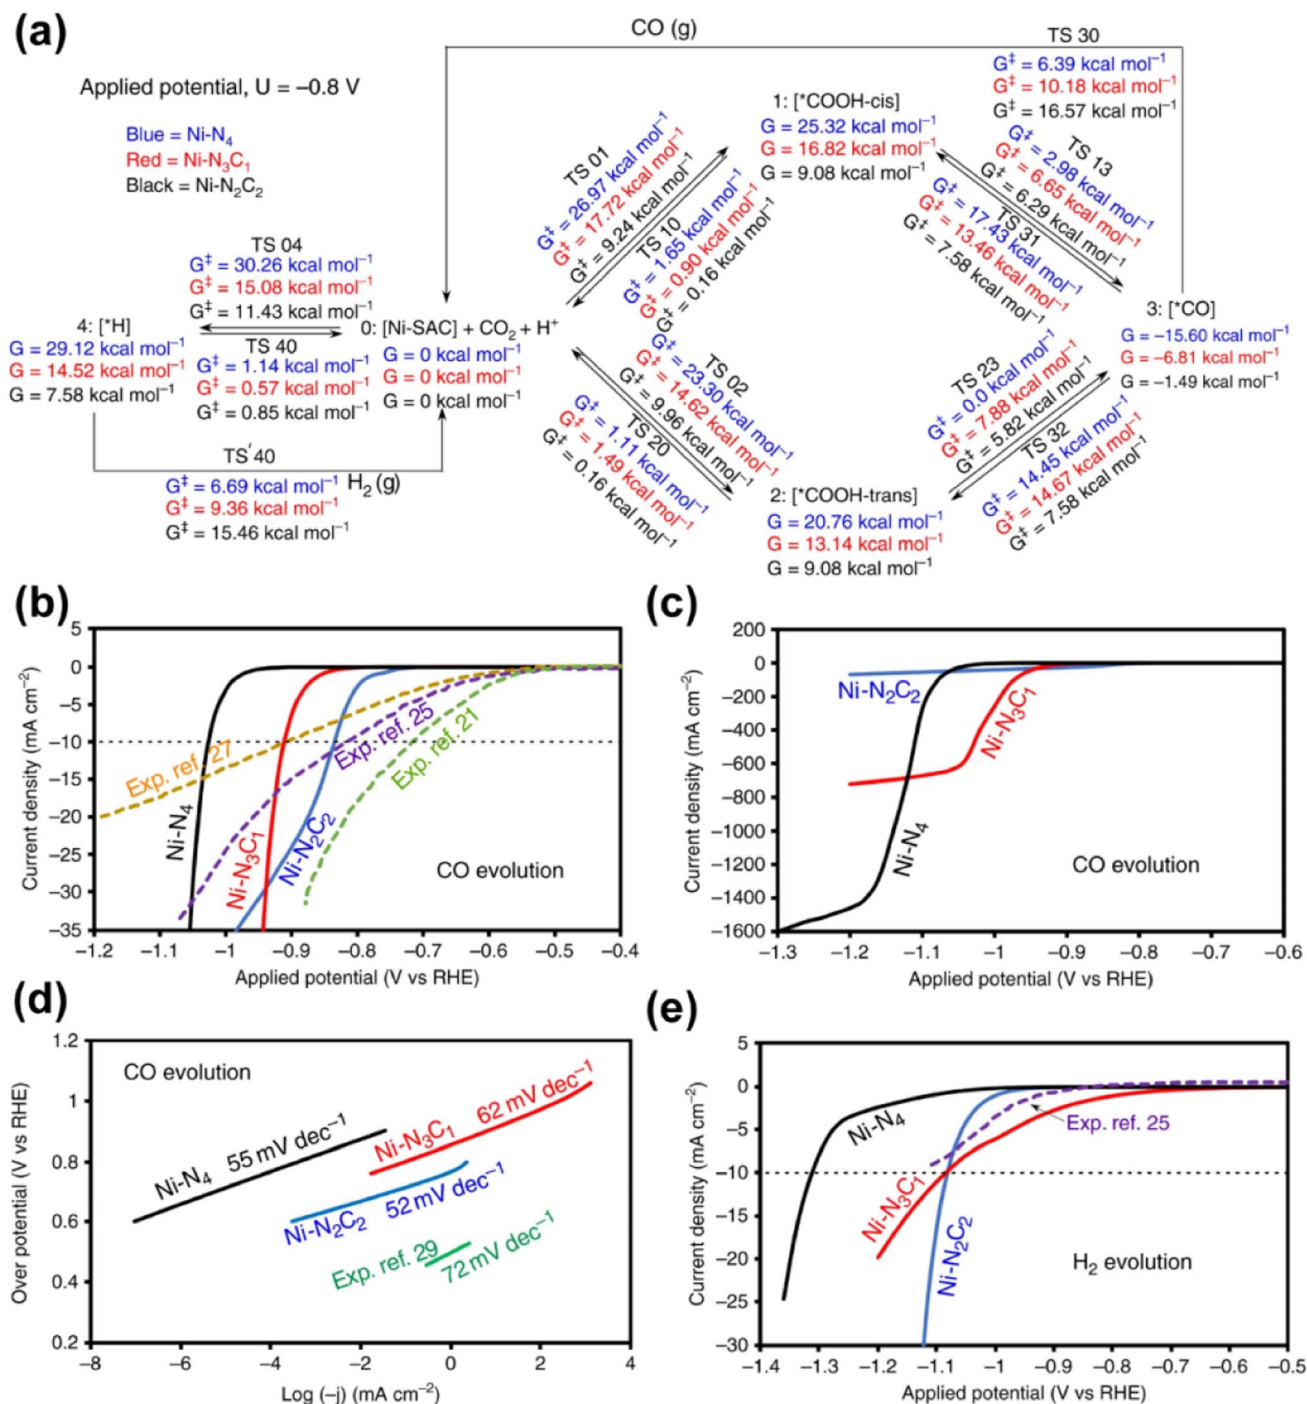 (a)
CO (g)
Applied potential, U = −0.8 V
Blue = Ni-N4
Red = Ni-N3C1
Black = Ni-N2C2
TS 30
G‡ = 6.39 kcal mol−1
G‡ = 10.18 kcal mol−1
G‡ = 16.57 kcal mol−1
1: [*COOH-cis]
G = 25.32 kcal mol−1
G = 16.82 kcal mol−1
G = 9.08 kcal mol−1
TS 01
G‡ = 26.97 kcal mol−1
G‡ = 17.72 kcal mol−1
G‡ = 9.24 kcal mol−1
TS 10
G‡ = 1.65 kcal mol−1
G‡ = 0.90 kcal mol−1
G‡ = 0.16 kcal mol−1
TS 13
G‡ = 2.98 kcal mol−1
G‡ = 6.65 kcal mol−1
G‡ = 6.29 kcal mol−1
TS 31
G‡ = 17.43 kcal mol−1
G‡ = 13.46 kcal mol−1
G‡ = 7.58 kcal mol−1
TS 04
G‡ = 30.26 kcal mol−1
G‡ = 15.08 kcal mol−1
G‡ = 11.43 kcal mol−1
4: [*H]
G = 29.12 kcal mol−1
G = 14.52 kcal mol−1
G = 7.58 kcal mol−1
TS 40
G‡ = 1.14 kcal mol−1
G‡ = 0.57 kcal mol−1
G‡ = 0.85 kcal mol−1
0: [Ni-SAC] + CO2 + H+
G = 0 kcal mol−1
G = 0 kcal mol−1
G = 0 kcal mol−1
3: [*CO]
G = −15.60 kcal mol−1
G = −6.81 kcal mol−1
G = −1.49 kcal mol−1
TS 02
G‡ = 23.30 kcal mol−1
G‡ = 14.62 kcal mol−1
G‡ = 9.96 kcal mol−1
TS 20
G‡ = 1.11 kcal mol−1
G‡ = 1.49 kcal mol−1
G‡ = 0.16 kcal mol−1
TS 23
G‡ = 0.0 kcal mol−1
G‡ = 7.88 kcal mol−1
G‡ = 5.82 kcal mol−1
TS 32
G‡ = 14.45 kcal mol−1
G‡ = 14.67 kcal mol−1
G‡ = 7.58 kcal mol−1
TS′40
G‡ = 6.69 kcal mol−1
G‡ = 9.36 kcal mol−1
G‡ = 15.46 kcal mol−1
H2 (g)
2: [*COOH-trans]
G = 20.76 kcal mol−1
G = 13.14 kcal mol−1
G = 9.08 kcal mol−1
(b)
Current density (mA cm−2)
5
0
−5
−10
−15
−20
−25
−30
−35
Exp. ref. 27
Exp. ref. 25
Exp. ref. 21
Ni-N4
Ni-N3C1
Ni-N2C2
CO evolution
−1.2 −1.1 −1 −0.9 −0.8 −0.7 −0.6 −0.5 −0.4
Applied potential (V vs RHE)
(c)
Current density (mA cm−2)
200
0
−200
−400
−600
−800
−1000
−1200
−1400
−1600
Ni-N2C2
Ni-N3C1
Ni-N4
CO evolution
−1.3 −1.2 −1.1 −1 −0.9 −0.8 −0.7 −0.6
Applied potential (V vs RHE)
(d)
Over potential (V vs RHE)
1.2
1
0.8
0.6
0.4
0.2
CO evolution
Ni-N4 55 mV dec−1
Ni-N3C1 62 mV dec−1
Ni-N2C2 52 mV dec−1
Exp. ref. 29
72 mV dec−1
−8 −6 −4 −2 0 2 4
Log (−j) (mA cm−2)
(e)
Current density (mA cm−2)
5
0
−5
−10
−15
−20
−25
−30
Ni-N4
Exp. ref. 25
Ni-N3C1
Ni-N2C2
H2 evolution
−1.4 −1.3 −1.2 −1.1 −1 −0.9 −0.8 −0.7 −0.6 −0.5
Applied potential (V vs RHE)